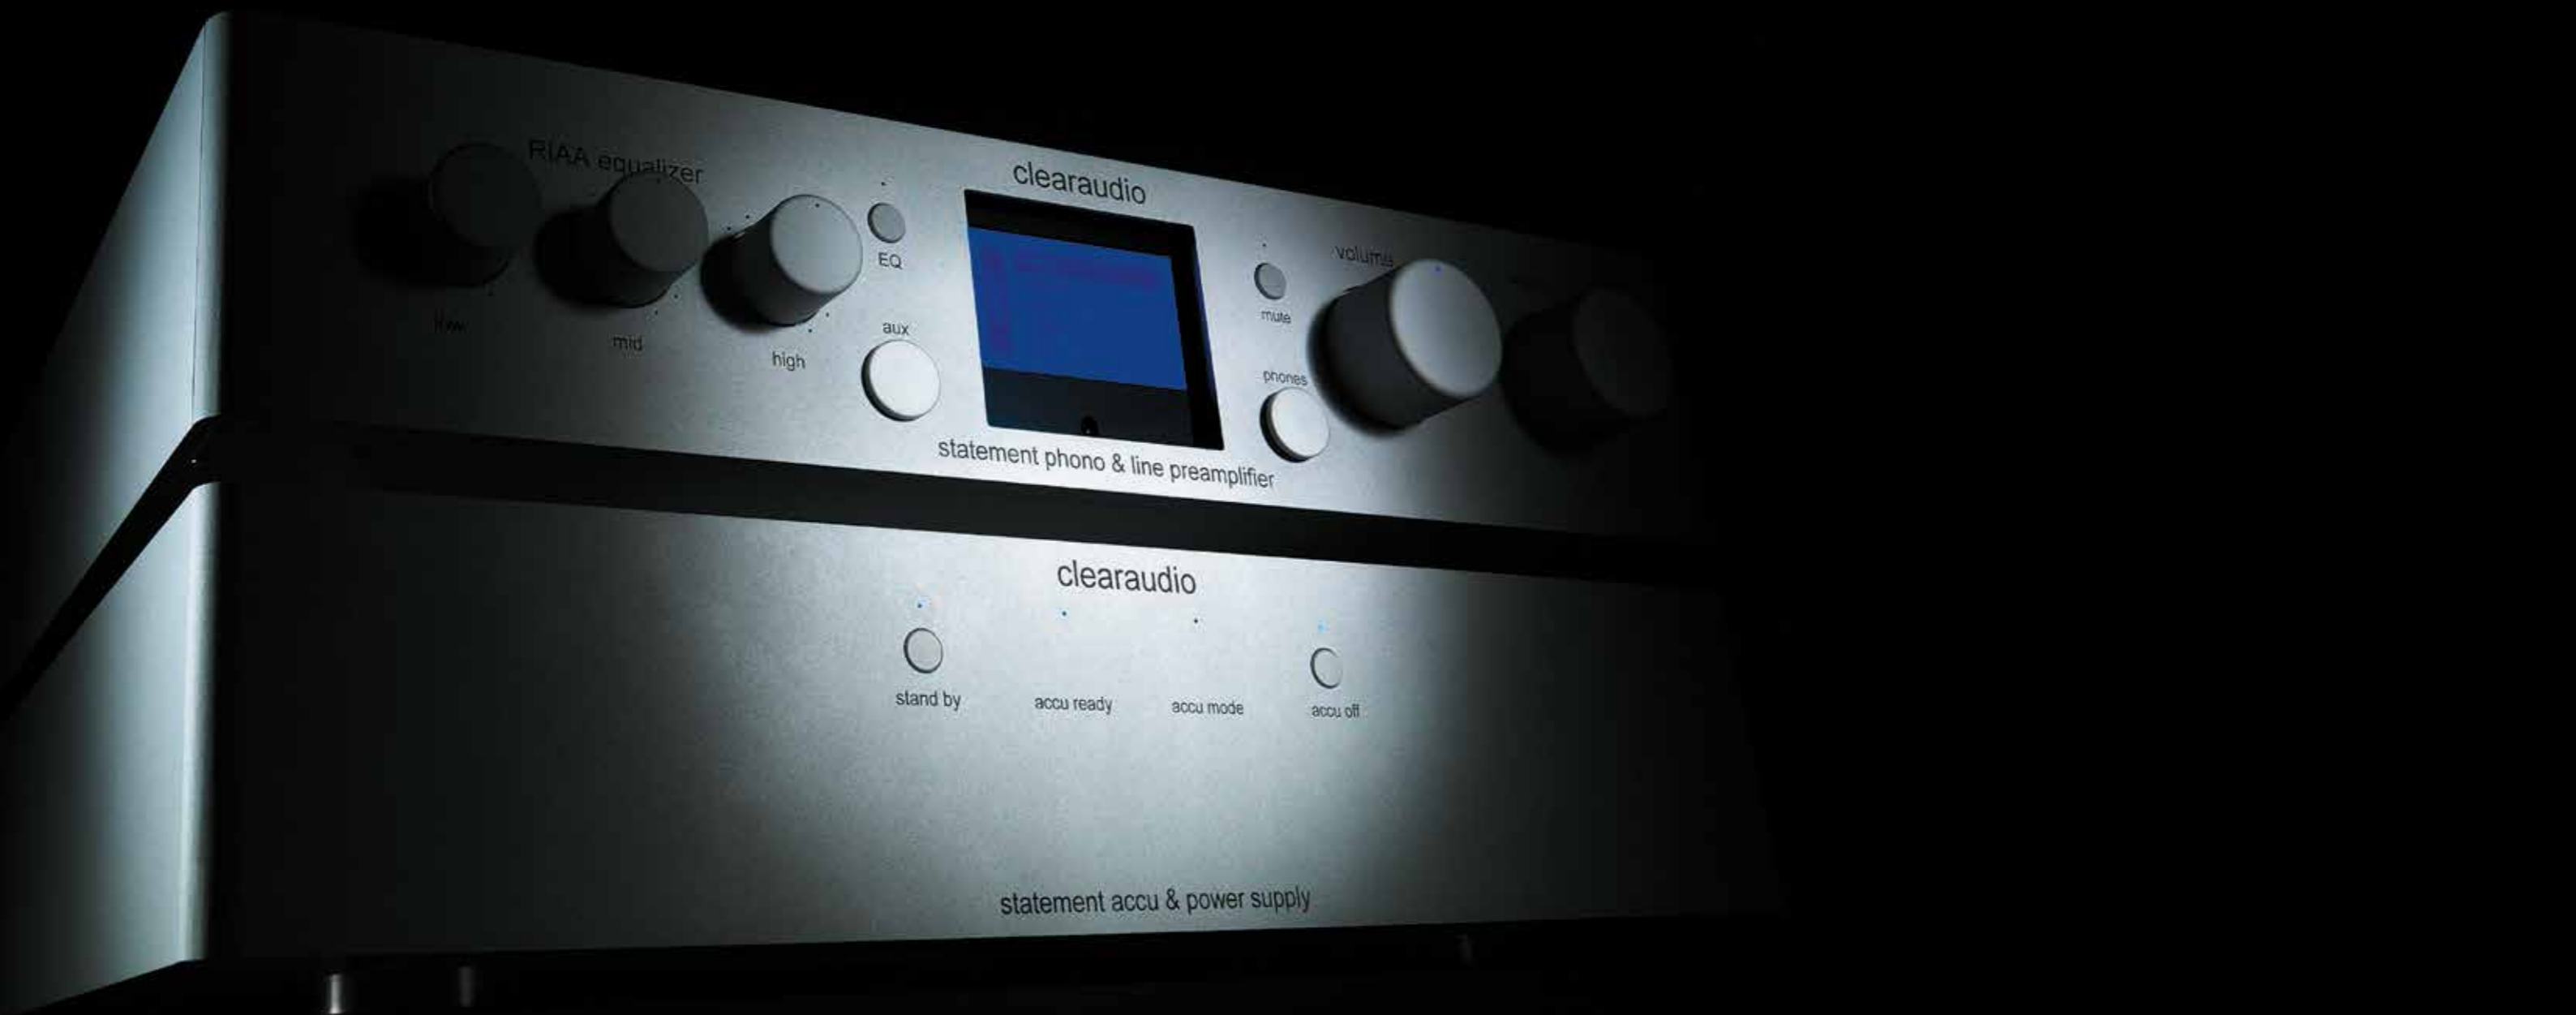 RIAA equalizer
low
mid
high
EQ
aux
clearaudio
statement phono & line preamplifier
mute
phones
volume
clearaudio
stand by
accu ready
accu mode
accu off
statement accu & power supply